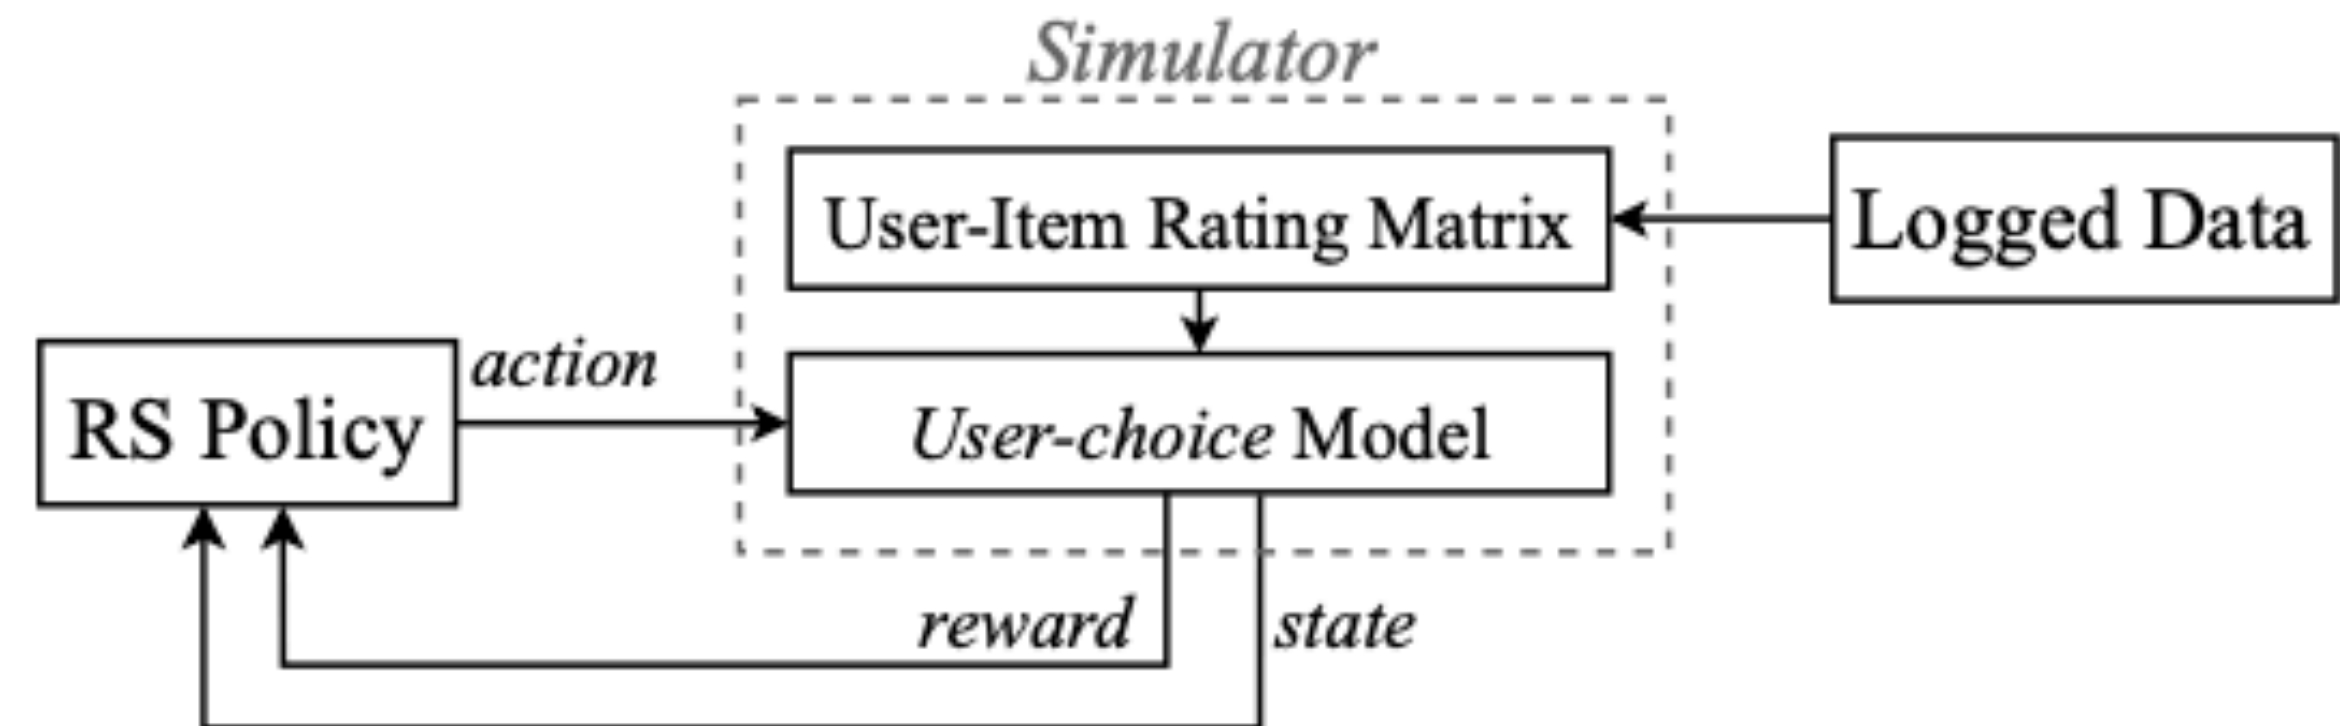 Simulator
User-Item Rating Matrix
Logged Data
RS Policy
action
User-choice Model
reward
state